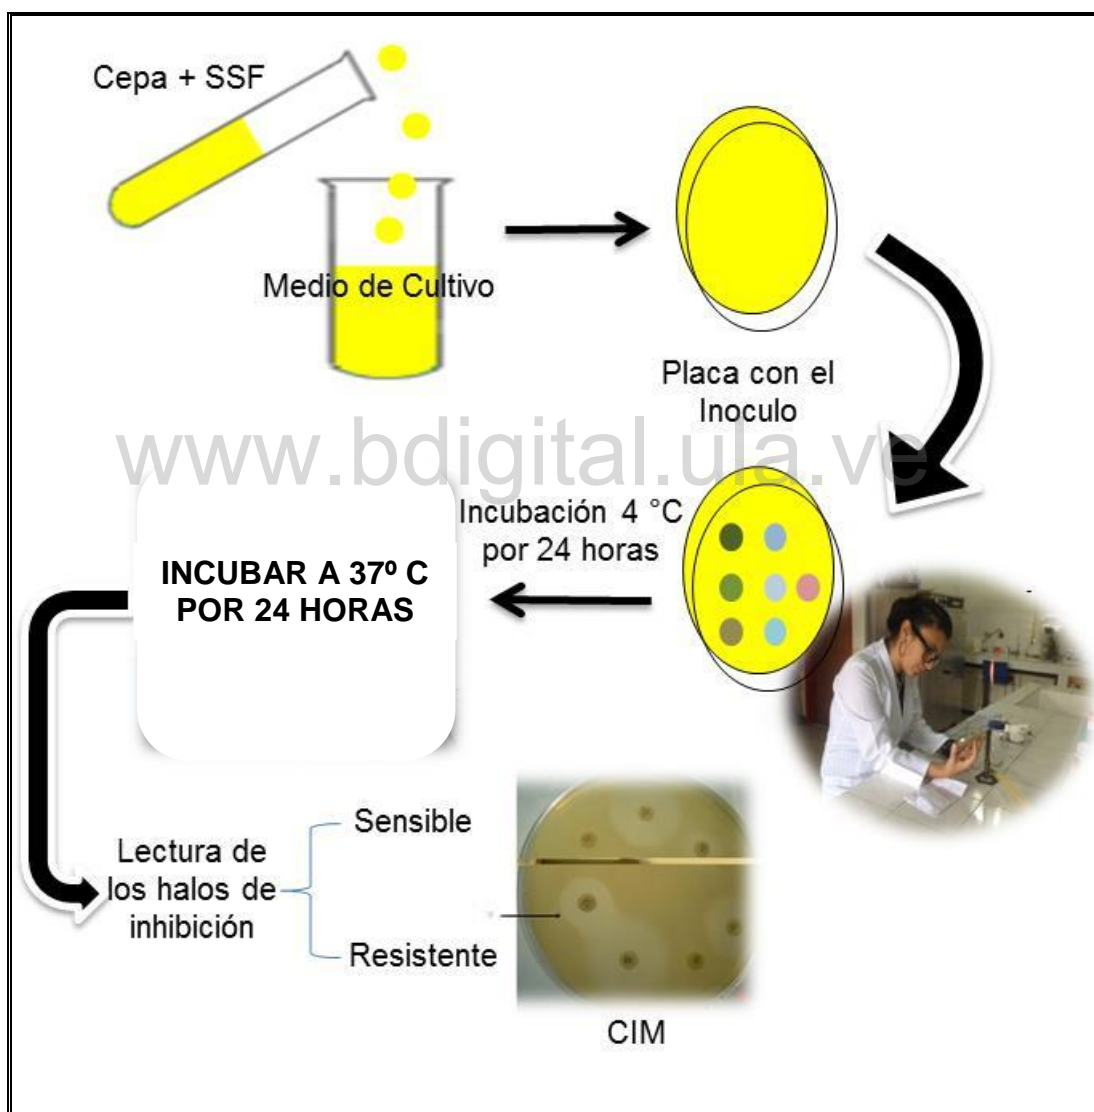 Cepa + SSF
Medio de Cultivo
Placa con el
Inoculo
www.bdigital.ula.ve
Incubación 4 °C
por 24 horas
INCUBAR A 37º C
POR 24 HORAS
Lectura de
los halos de
inhibición
Sensible
Resistente
CIM